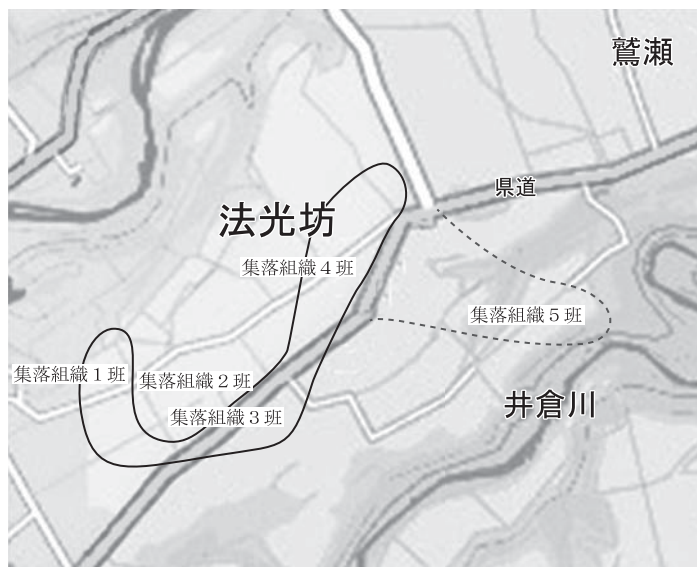 鷲瀬
県道
法光坊
集落組織４班
集落組織５班
集落組織１班
集落組織２班
集落組織３班
井倉川